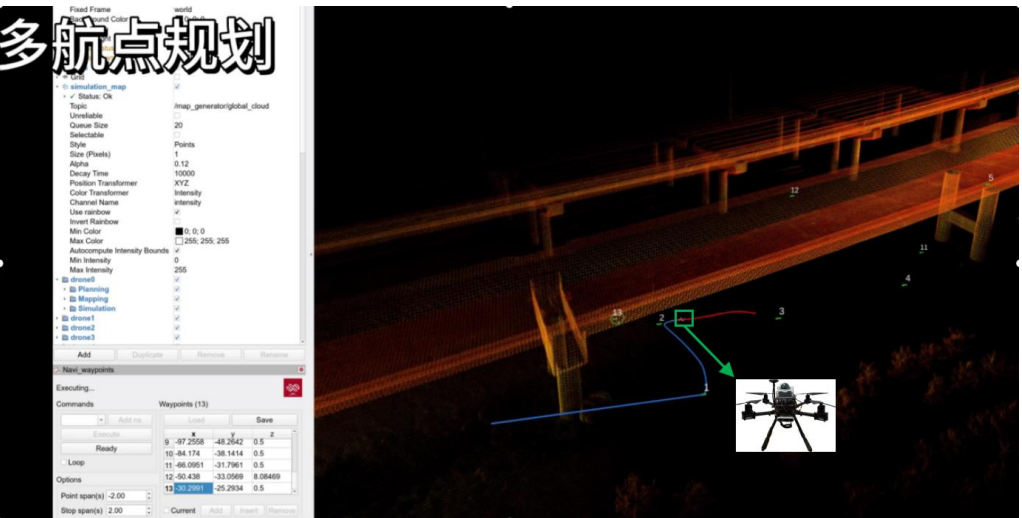 Fixed Frame world
Background Color
多航点规划
Grid
simulation_map
Status: Ok
Topic /map_generator/global_cloud
Unreliable
Queue Size 20
Selectable
Style Points
Size (Pixels) 1
Alpha 0.12
Decay Time 10000
Position Transformer XYZ
Color Transformer Intensity
Channel Name intensity
Use rainbow
Invert Rainbow
Min Color 0; 0; 0
Max Color 255; 255; 255
Autocompute Intensity Bounds
Min Intensity 0
Max Intensity 255
drone0
Planning
Mapping
Simulation
drone1
drone2
drone3
Add Duplicate Remove Rename
Navi_waypoints
Executing...
Commands Waypoints (13)
Add ns Load Save
Execute x y z
Ready 9 -97.2558 -48.2642 0.5
10 -84.174 -38.1414 0.5
Loop 11 -66.0951 -31.7961 0.5
Options 12 -50.438 -33.0569 8.08469
Point span(s) -2.00 13 -30.2991 -25.2934 0.5
Stop span(s) 2.00 Current Add Insert Remove
12
5
11
4
13
2
3
1